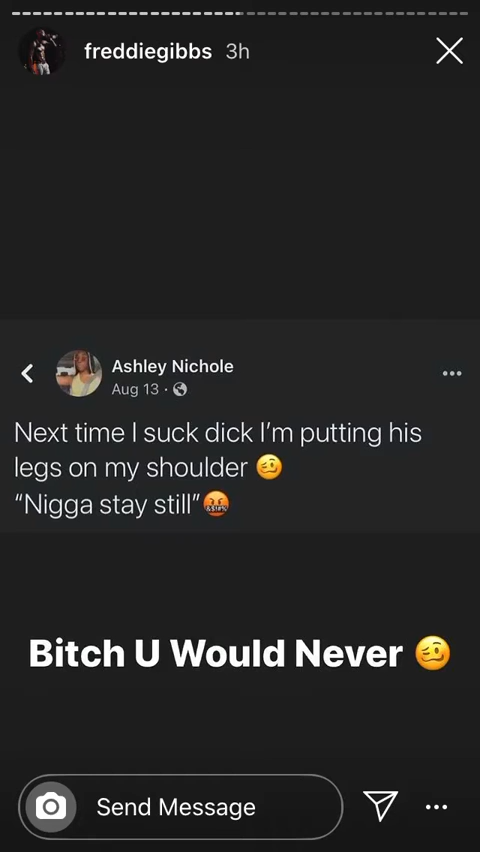 freddiegibbs 3h
Ashley Nichole
Aug 13 ·
Next time I suck dick I'm putting his
legs on my shoulder 🥴
“Nigga stay still”🤬
Bitch U Would Never 🥴
Send Message